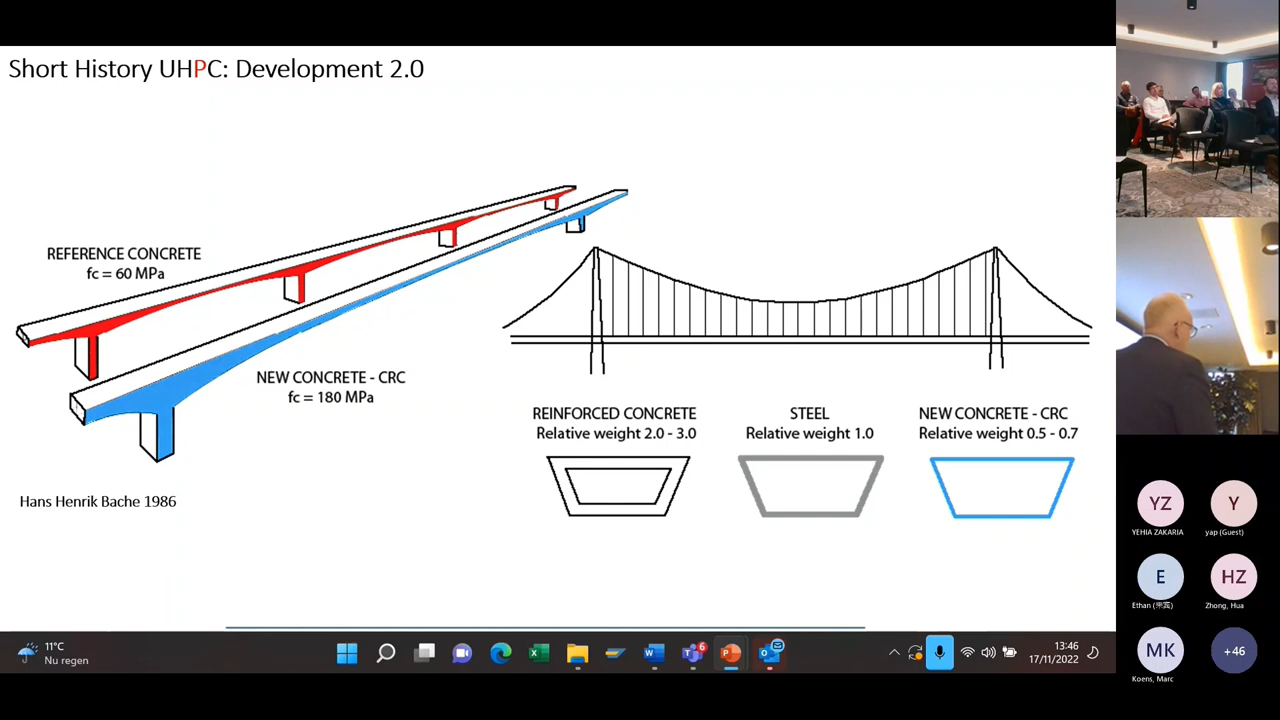 Short History UHPC: Development 2.0
REFERENCE CONCRETE
fc = 60 MPa
NEW CONCRETE - CRC
fc = 180 MPa
Hans Henrik Bache 1986
REINFORCED CONCRETE
Relative weight 2.0 - 3.0
STEEL
Relative weight 1.0
NEW CONCRETE - CRC
Relative weight 0.5 - 0.7
YZ
YEHIA ZAKARIA
Y
yap (Guest)
E
HZ
Zhong, Hua
MK
Koens, Marc
+46
11°C
Nu regen
6
13:46
17/11/2022